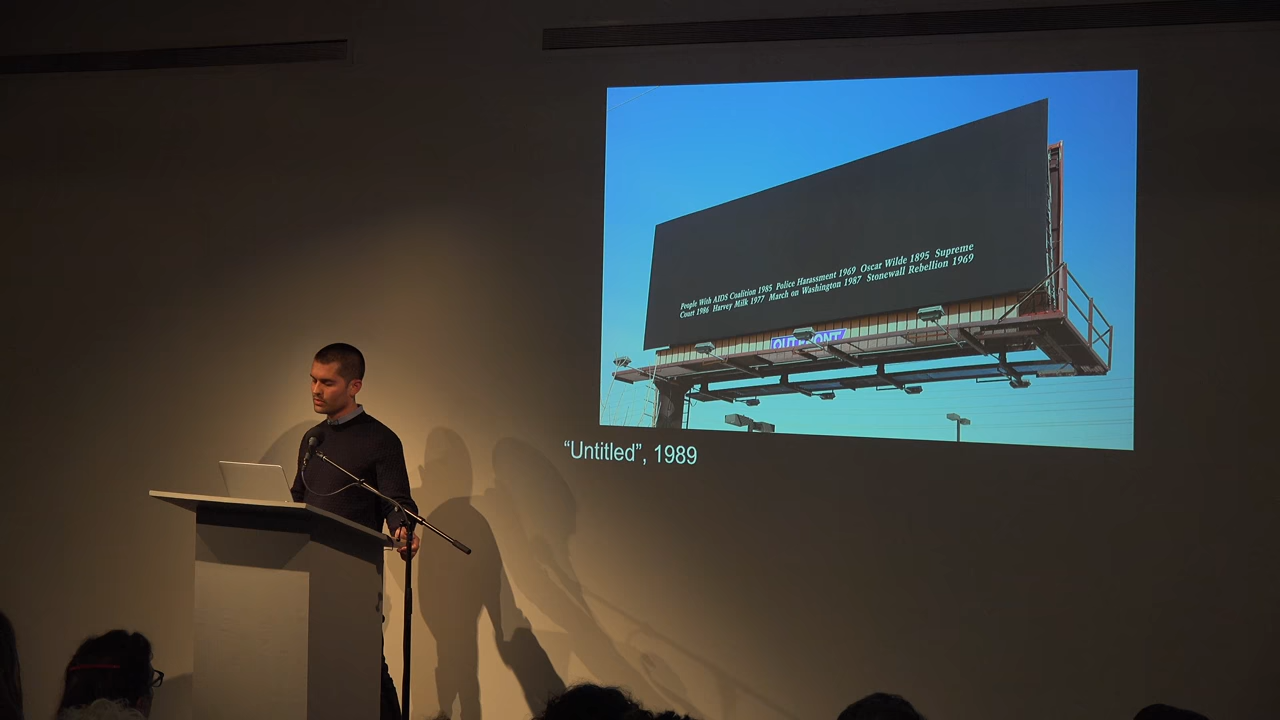 People With AIDS Coalition 1985 Police Harassment 1969 Oscar Wilde 1895 Supreme
Court 1986 Harvey Milk 1977 March on Washington 1987 Stonewall Rebellion 1969
OUTFRONT
“Untitled”, 1989